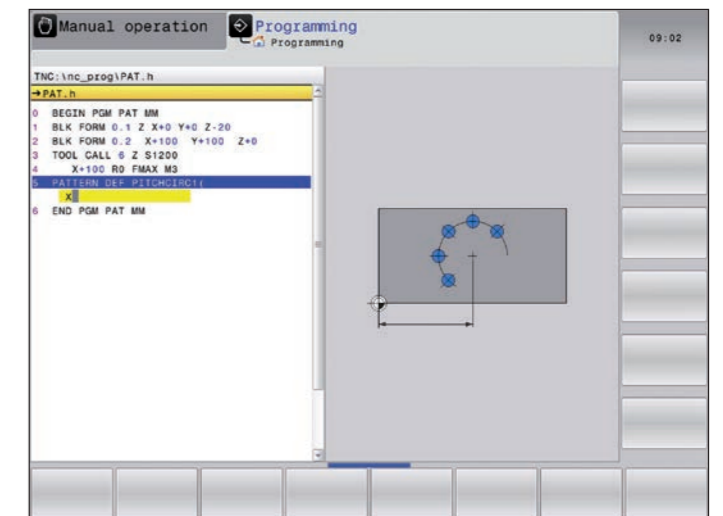 Manual operation
Programming
Programming
09:02
TNC:\nc_prog\PAT.h
→PAT.h
0 BEGIN PGM PAT MM
1 BLK FORM 0.1 Z X+0 Y+0 Z-20
2 BLK FORM 0.2 X+100 Y+100 Z+0
3 TOOL CALL 6 Z S1200
4 X+100 R0 FMAX M3
5 PATTERN DEF PITCHCIRC1(
X
6 END PGM PAT MM